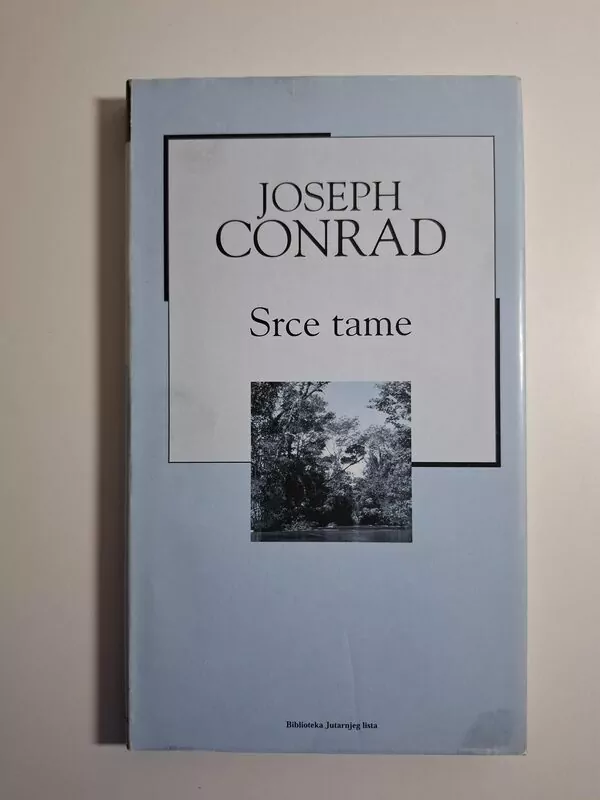 JOSEPH
CONRAD
Srce tame
Biblioteka Jutarnjeg lista